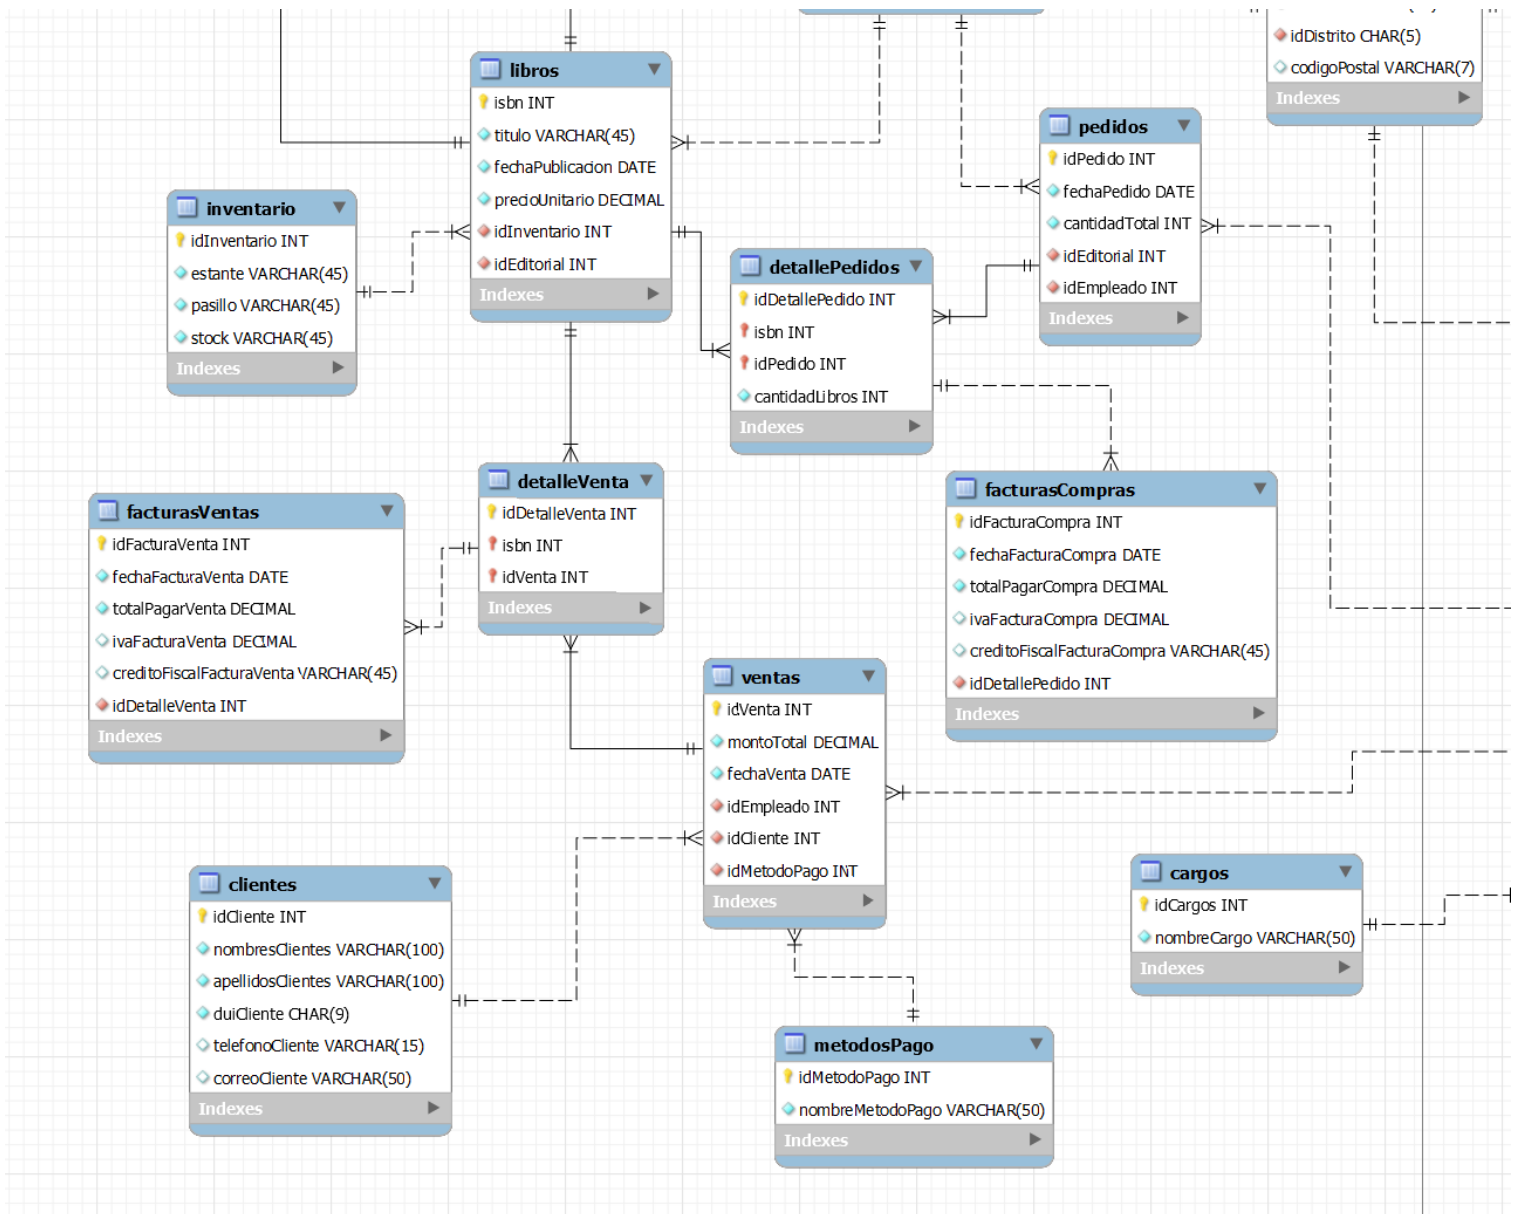 idDistrito CHAR(5)
codigoPostal VARCHAR(7)
Indexes
libros
isbn INT
titulo VARCHAR(45)
fechaPublicacion DATE
precioUnitario DECIMAL
idInventario INT
idEditorial INT
Indexes
pedidos
idPedido INT
fechaPedido DATE
cantidadTotal INT
idEditorial INT
idEmpleado INT
Indexes
inventario
idInventario INT
estante VARCHAR(45)
pasillo VARCHAR(45)
stock VARCHAR(45)
Indexes
detallePedidos
idDetallePedido INT
isbn INT
idPedido INT
cantidadLibros INT
Indexes
detalleVenta
idDetalleVenta INT
isbn INT
idVenta INT
Indexes
facturasCompras
idFacturaCompra INT
fechaFacturaCompra DATE
totalPagarCompra DECIMAL
ivaFacturaCompra DECIMAL
creditoFiscalFacturaCompra VARCHAR(45)
idDetallePedido INT
Indexes
facturasVentas
idFacturaVenta INT
fechaFacturaVenta DATE
totalPagarVenta DECIMAL
ivaFacturaVenta DECIMAL
creditoFiscalFacturaVenta VARCHAR(45)
idDetalleVenta INT
Indexes
ventas
idVenta INT
montoTotal DECIMAL
fechaVenta DATE
idEmpleado INT
idCliente INT
idMetodoPago INT
Indexes
clientes
idCliente INT
nombresClientes VARCHAR(100)
apellidosClientes VARCHAR(100)
duiCliente CHAR(9)
telefonoCliente VARCHAR(15)
correoCliente VARCHAR(50)
Indexes
cargos
idCargos INT
nombreCargo VARCHAR(50)
Indexes
metodosPago
idMetodoPago INT
nombreMetodoPago VARCHAR(50)
Indexes